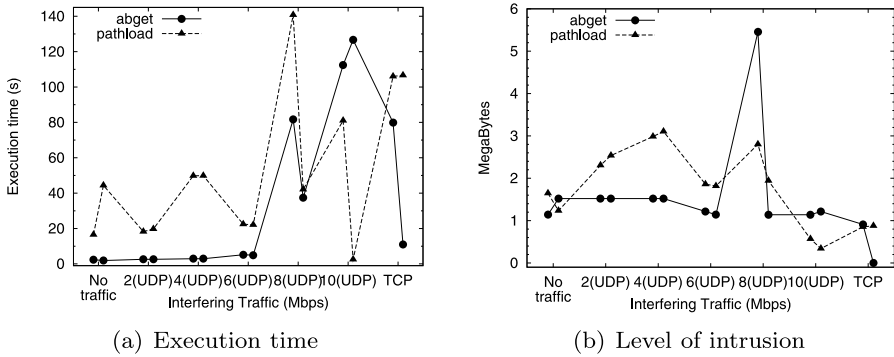 140
120
100
80
60
40
20
0
Execution time (s)
abget
pathload
No traffic
2(UDP)
4(UDP)
6(UDP)
8(UDP)
10(UDP)
TCP
Interfering Traffic (Mbps)
(a) Execution time
6
5
4
3
2
1
0
MegaBytes
abget
pathload
No traffic
2(UDP)
4(UDP)
6(UDP)
8(UDP)
10(UDP)
TCP
Interfering Traffic (Mbps)
(b) Level of intrusion